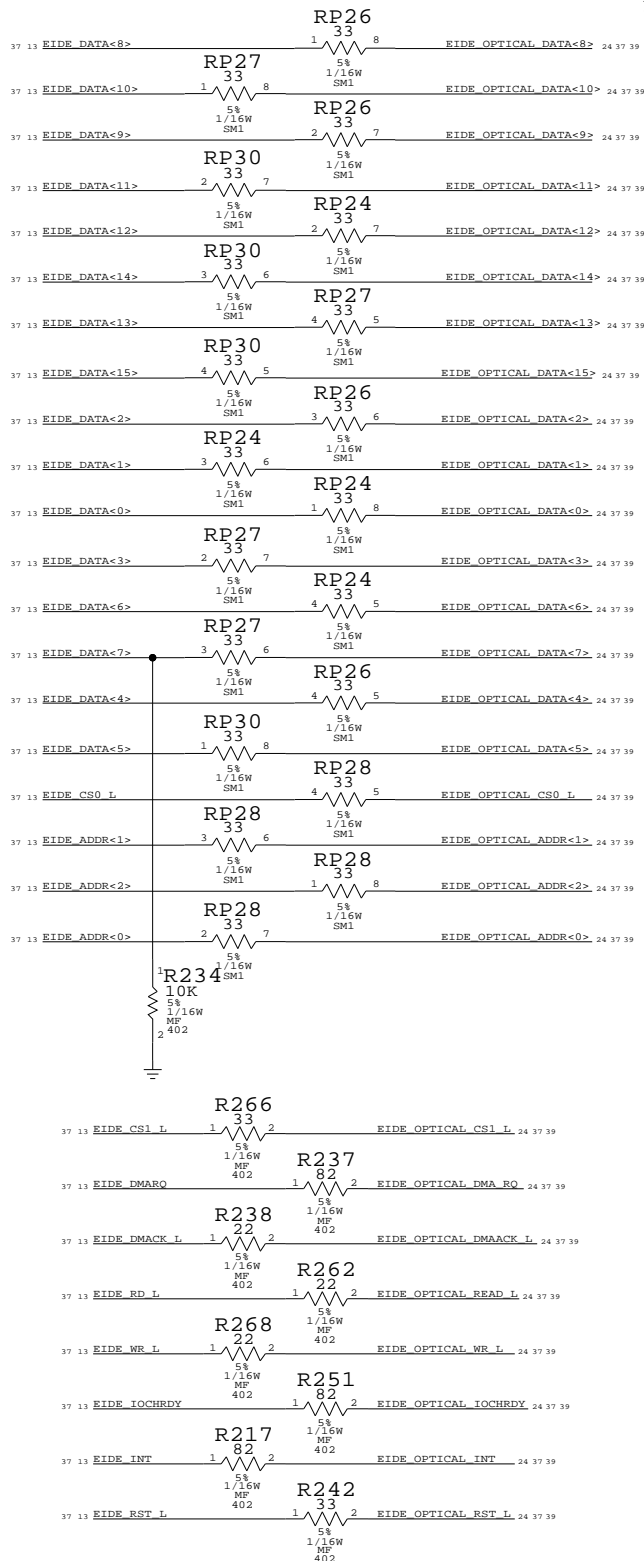 RP26
33
37 13 EIDE_DATA<8> 1 8 EIDE_OPTICAL_DATA<8> 24 37 39
5%
1/16W
SM1
RP27
33
37 13 EIDE_DATA<10> 1 8 EIDE_OPTICAL_DATA<10> 24 37 39
5%
1/16W
SM1
RP26
33
37 13 EIDE_DATA<9> 2 7 EIDE_OPTICAL_DATA<9> 24 37 39
5%
1/16W
SM1
RP30
33
37 13 EIDE_DATA<11> 2 7 EIDE_OPTICAL_DATA<11> 24 37 39
5%
1/16W
SM1
RP24
33
37 13 EIDE_DATA<12> 2 7 EIDE_OPTICAL_DATA<12> 24 37 39
5%
1/16W
SM1
RP30
33
37 13 EIDE_DATA<14> 3 6 EIDE_OPTICAL_DATA<14> 24 37 39
5%
1/16W
SM1
RP27
33
37 13 EIDE_DATA<13> 4 5 EIDE_OPTICAL_DATA<13> 24 37 39
5%
1/16W
SM1
RP30
33
37 13 EIDE_DATA<15> 4 5 EIDE_OPTICAL_DATA<15> 24 37 39
5%
1/16W
SM1
RP26
33
37 13 EIDE_DATA<2> 3 6 EIDE_OPTICAL_DATA<2> 24 37 39
5%
1/16W
SM1
RP24
33
37 13 EIDE_DATA<1> 3 6 EIDE_OPTICAL_DATA<1> 24 37 39
5%
1/16W
SM1
RP24
33
37 13 EIDE_DATA<0> 1 8 EIDE_OPTICAL_DATA<0> 24 37 39
5%
1/16W
SM1
RP27
33
37 13 EIDE_DATA<3> 2 7 EIDE_OPTICAL_DATA<3> 24 37 39
5%
1/16W
SM1
RP24
33
37 13 EIDE_DATA<6> 4 5 EIDE_OPTICAL_DATA<6> 24 37 39
5%
1/16W
SM1
RP27
33
37 13 EIDE_DATA<7> 3 6 EIDE_OPTICAL_DATA<7> 24 37 39
5%
1/16W
SM1
RP26
33
37 13 EIDE_DATA<4> 4 5 EIDE_OPTICAL_DATA<4> 24 37 39
5%
1/16W
SM1
RP30
33
37 13 EIDE_DATA<5> 1 8 EIDE_OPTICAL_DATA<5> 24 37 39
5%
1/16W
SM1
RP28
33
37 13 EIDE_CS0_L 4 5 EIDE_OPTICAL_CS0_L 24 37 39
5%
1/16W
SM1
RP28
33
37 13 EIDE_ADDR<1> 3 6 EIDE_OPTICAL_ADDR<1> 24 37 39
5%
1/16W
SM1
RP28
33
37 13 EIDE_ADDR<2> 1 8 EIDE_OPTICAL_ADDR<2> 24 37 39
5%
1/16W
SM1
RP28
33
37 13 EIDE_ADDR<0> 2 7 EIDE_OPTICAL_ADDR<0> 24 37 39
5%
1/16W
SM1
1 R234
10K
5%
1/16W
MF
402
2
R266
33
37 13 EIDE_CS1_L 1 2 EIDE_OPTICAL_CS1_L 24 37 39
5%
1/16W
MF
402
R237
82
37 13 EIDE_DMARQ 1 2 EIDE_OPTICAL_DMA_RQ 24 37 39
5%
1/16W
MF
402
R238
22
37 13 EIDE_DMACK_L 1 2 EIDE_OPTICAL_DMAACK_L 24 37 39
5%
1/16W
MF
402
R262
22
37 13 EIDE_RD_L 1 2 EIDE_OPTICAL_READ_L 24 37 39
5%
1/16W
MF
402
R268
22
37 13 EIDE_WR_L 1 2 EIDE_OPTICAL_WR_L 24 37 39
5%
1/16W
MF
402
R251
82
37 13 EIDE_IOCHRDY 1 2 EIDE_OPTICAL_IOCHRDY 24 37 39
5%
1/16W
MF
402
R217
82
37 13 EIDE_INT 1 2 EIDE_OPTICAL_INT 24 37 39
5%
1/16W
MF
402
R242
33
37 13 EIDE_RST_L 1 2 EIDE_OPTICAL_RST_L 24 37 39
5%
1/16W
MF
402